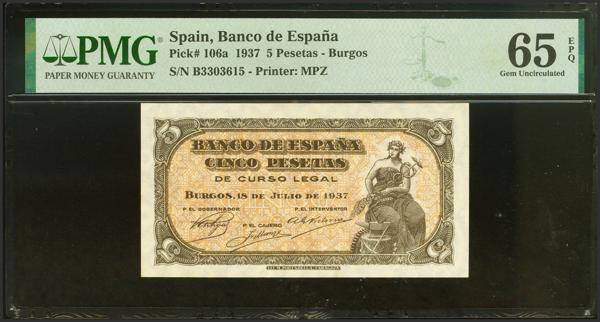 PMG
PAPER MONEY GUARANTY
Spain, Banco de España
Pick# 106a 1937 5 Pesetas - Burgos
S/N B3303615 - Printer: MPZ
65 EPQ
Gem Uncirculated
5
5
BANCO DE ESPAÑA
CINCO PESETAS
DE CURSO LEGAL
BURGOS, 18 DE JULIO DE 1937
P. EL GOBERNADOR
P. EL INTERVENTOR
P. EL CAJERO
5
5